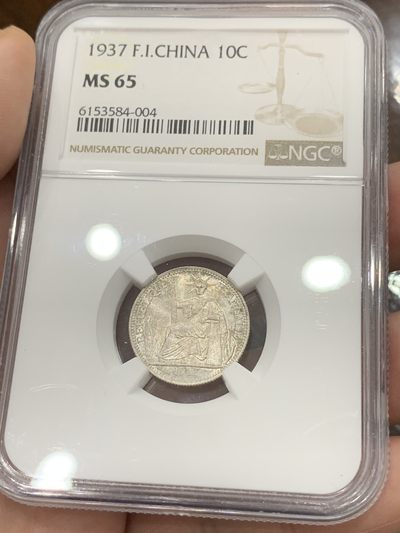 1937 F.I.CHINA 10C
MS 65
6153584-004
NUMISMATIC GUARANTY CORPORATION
NGC®